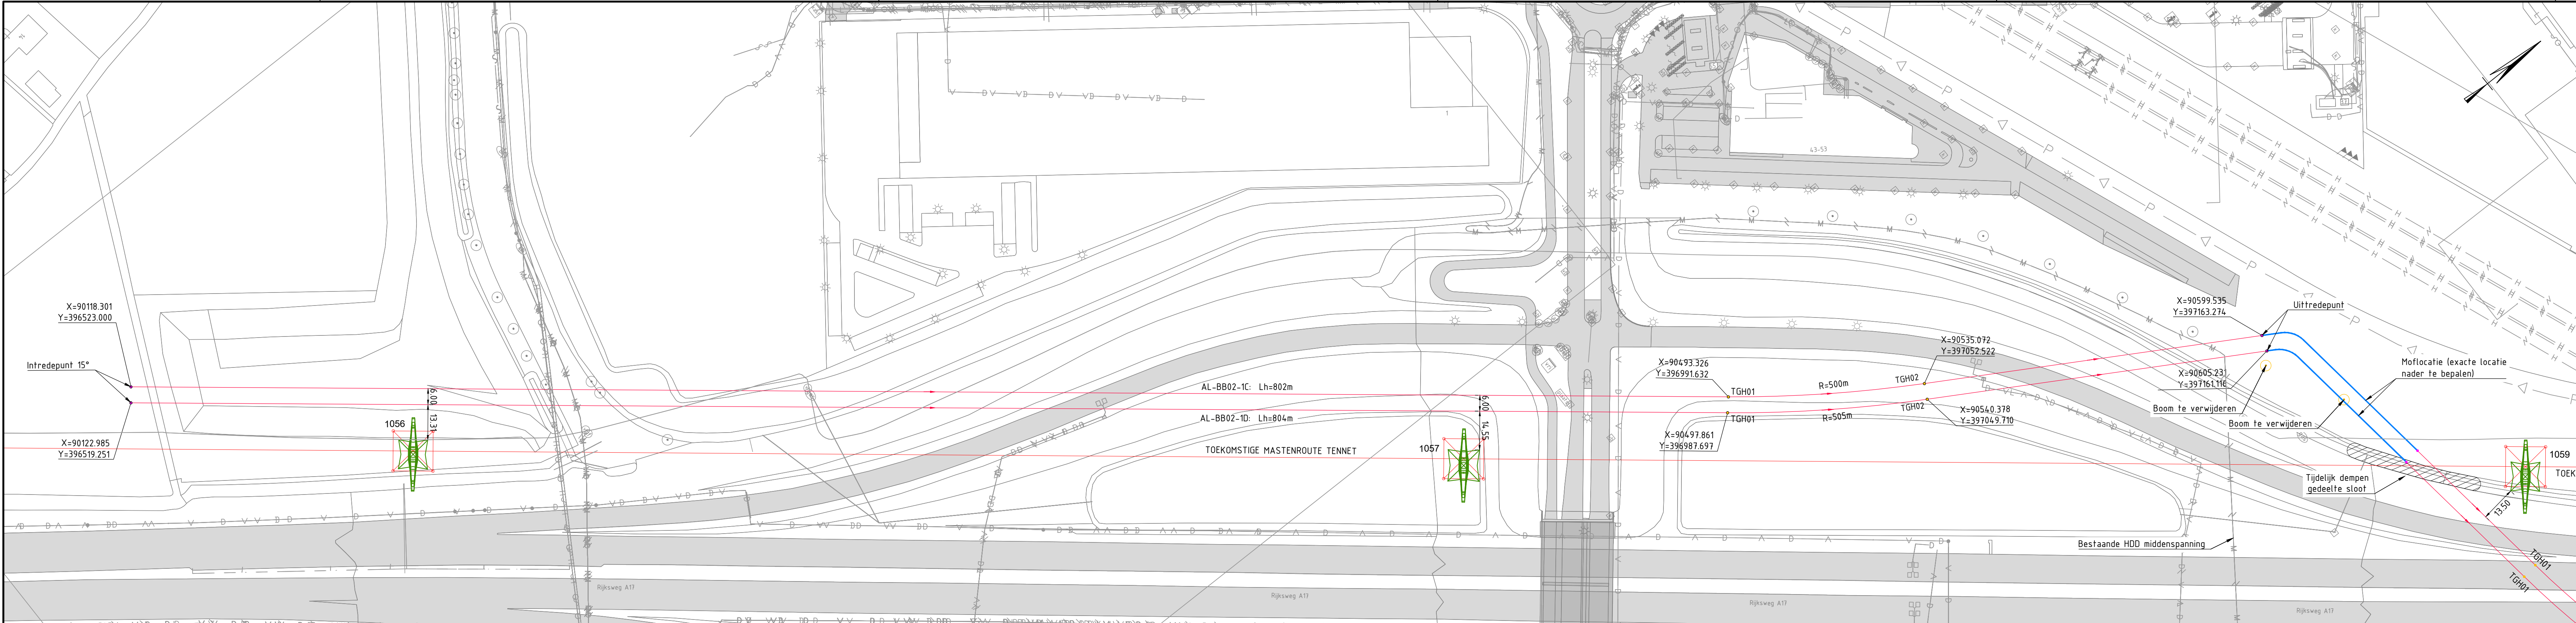 X=90118.301
Y=396523.000
Intredepunt 15°
X=90122.985
Y=396519.251
1056
6.00
13.31
AL-BB02-1C: Lh=802m
AL-BB02-1D: Lh=804m
TOEKOMSTIGE MASTENROUTE TENNET
1057
6.00
14.55
1
43-53
X=90493.326
Y=396991.632
TGH01
TGH01
X=90497.861
Y=396987.697
R=500m
R=505m
TGH02
TGH02
X=90535.072
Y=397052.522
X=90540.378
Y=397049.710
X=90599.535
Y=397163.274
Uittredepunt
X=90605.231
Y=397161.116
Moflocatie (exacte locatie
nader te bepalen)
Boom te verwijderen
Boom te verwijderen
Tijdelijk dempen
gedeelte sloot
1059
TOEK
13.50
Bestaande HDD middenspanning
TGH01
TGH01
Rijksweg A17
Rijksweg A17
Rijksweg A17
Rijksweg A17